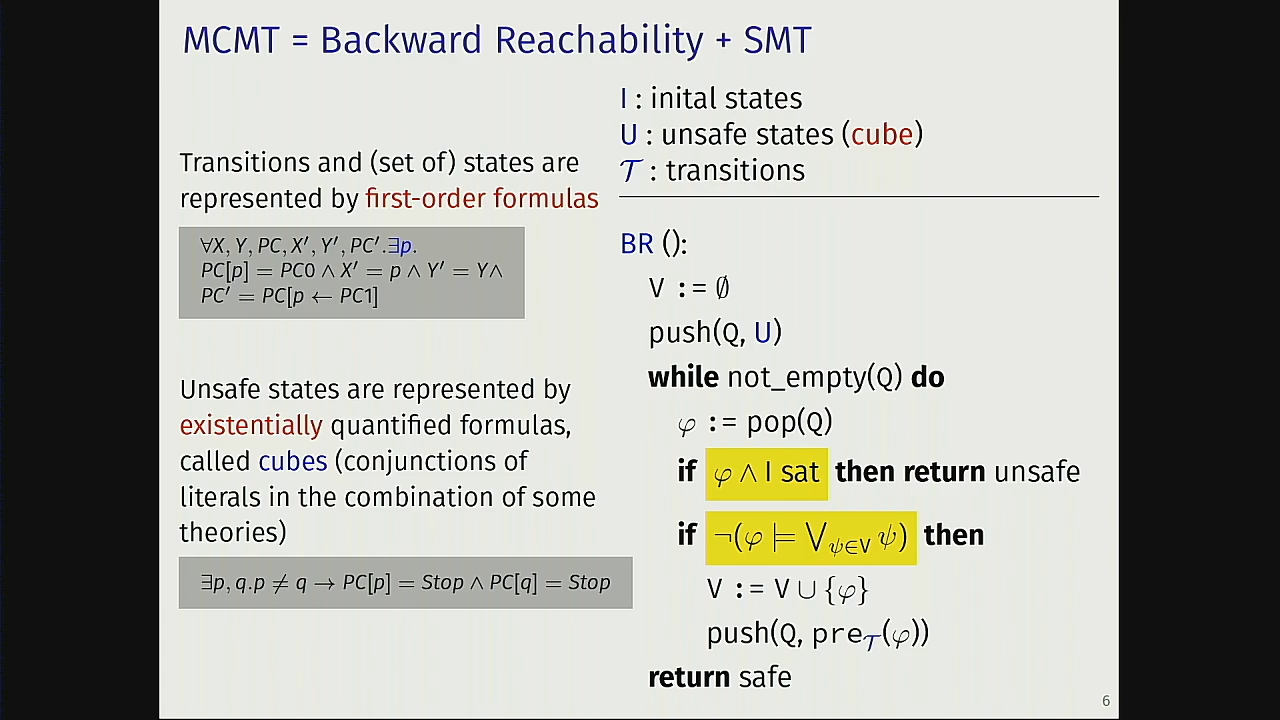 MCMT = Backward Reachability + SMT
Transitions and (set of) states are
represented by first-order formulas
∀X, Y, PC, X′, Y′, PC′.∃p.
PC[p] = PC0 ∧ X′ = p ∧ Y′ = Y∧
PC′ = PC[p ← PC1]
Unsafe states are represented by
existentially quantified formulas,
called cubes (conjunctions of
literals in the combination of some
theories)
∃p, q.p ≠ q → PC[p] = Stop ∧ PC[q] = Stop
I : inital states
U : unsafe states (cube)
𝒯 : transitions
BR ():
V := ∅
push(Q, U)
while not_empty(Q) do
φ := pop(Q)
if φ ∧ I sat then return unsafe
if ¬(φ ⊨ ⋁ψ∈V ψ) then
V := V ∪ {φ}
push(Q, pre𝒯(φ))
return safe
6